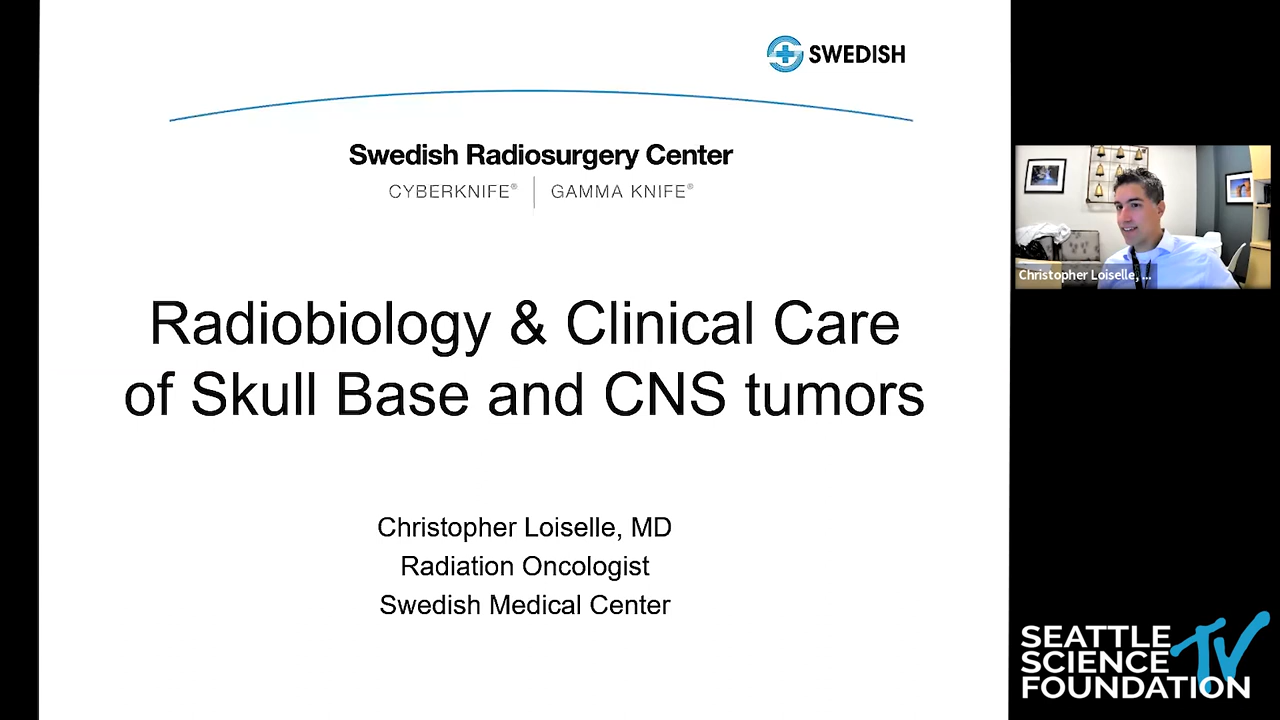 SWEDISH
Swedish Radiosurgery Center
CYBERKNIFE® | GAMMA KNIFE®
Radiobiology & Clinical Care
of Skull Base and CNS tumors
Christopher Loiselle, MD
Radiation Oncologist
Swedish Medical Center
Christopher Loiselle, ...
SEATTLE
SCIENCE TV
FOUNDATION